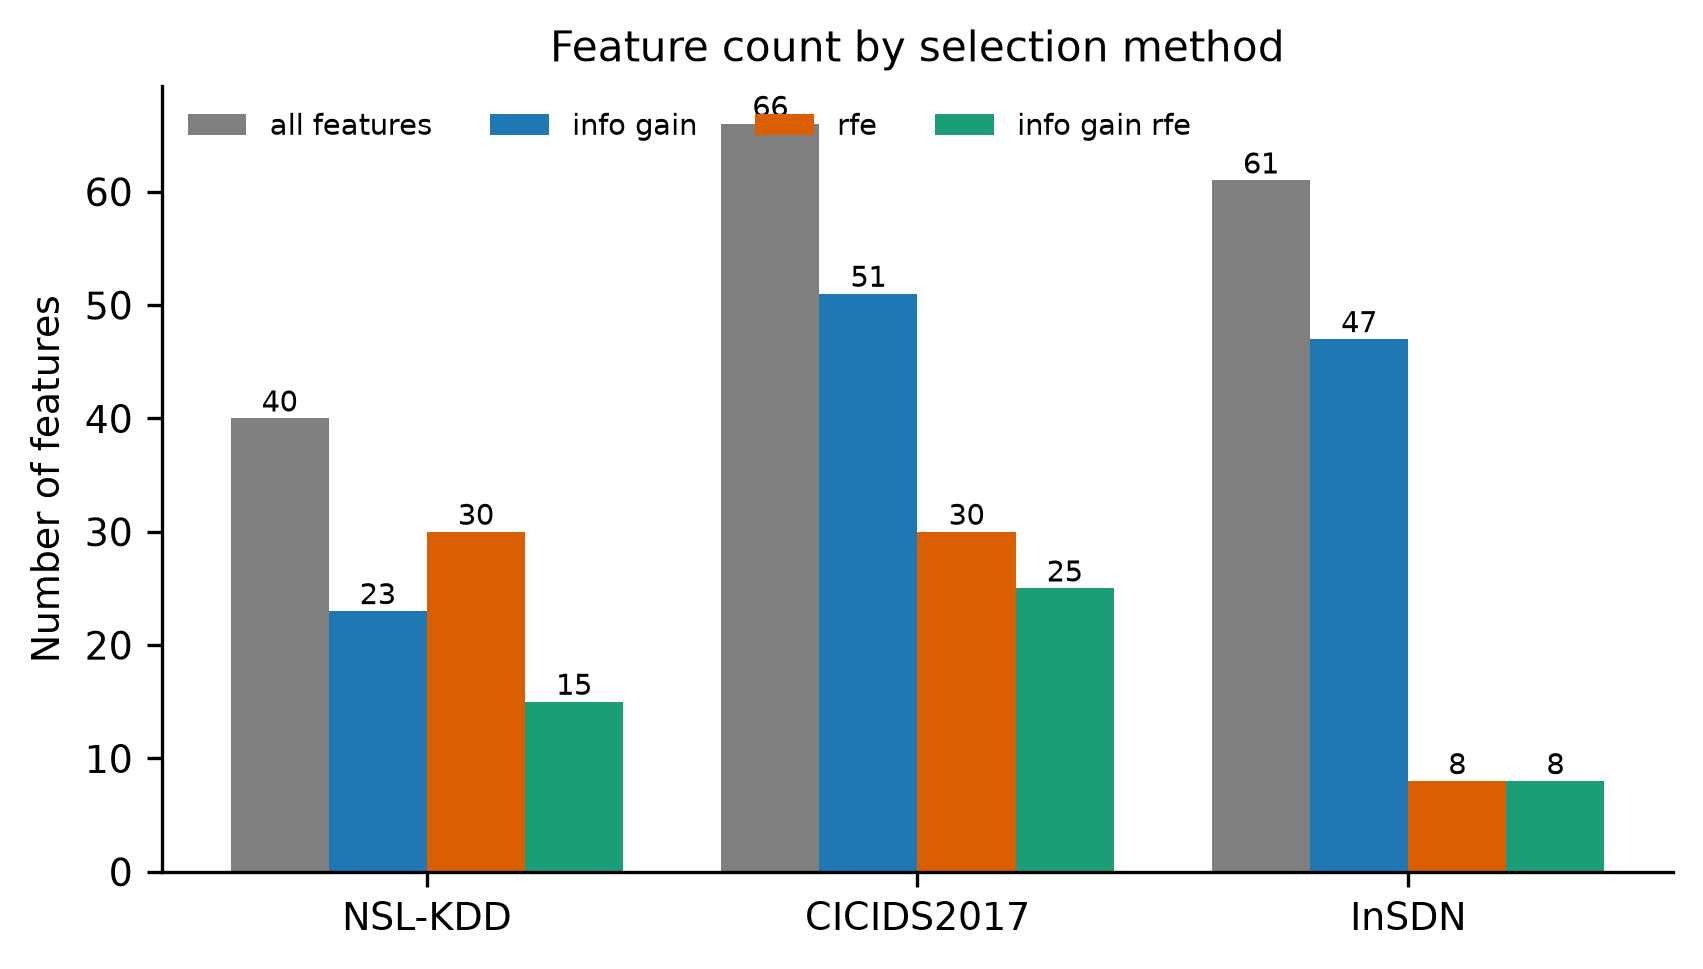 Feature count by selection method
all features
info gain
rfe
info gain rfe
Number of features
60
50
40
30
20
10
0
40
23
30
15
66
51
30
25
61
47
8
8
NSL-KDD
CICIDS2017
InSDN